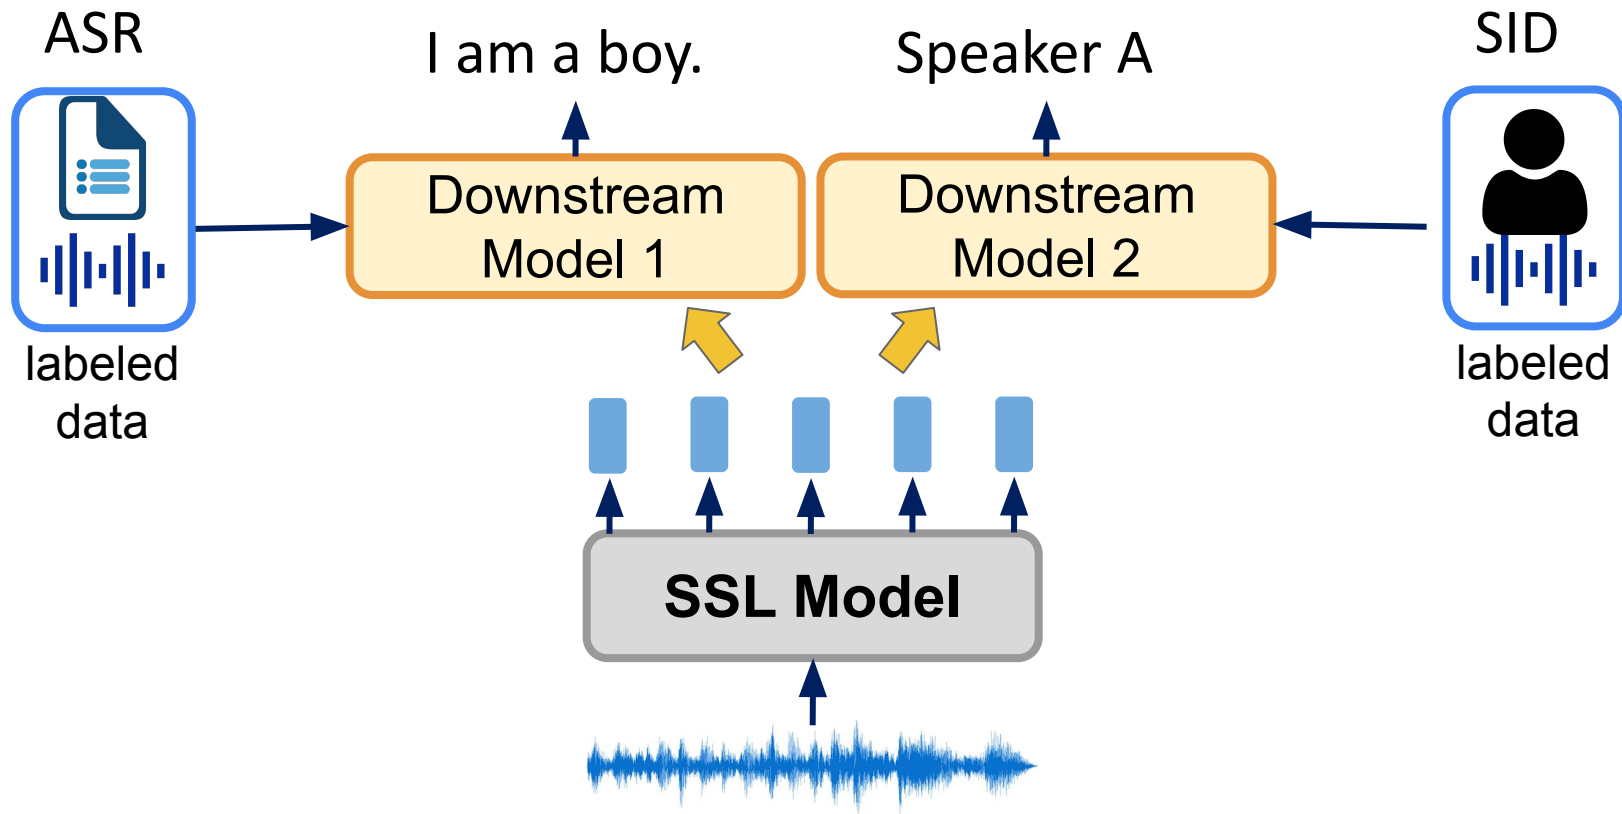 ASR
I am a boy.
Speaker A
SID
Downstream
Model 1
Downstream
Model 2
labeled
data
labeled
data
SSL Model